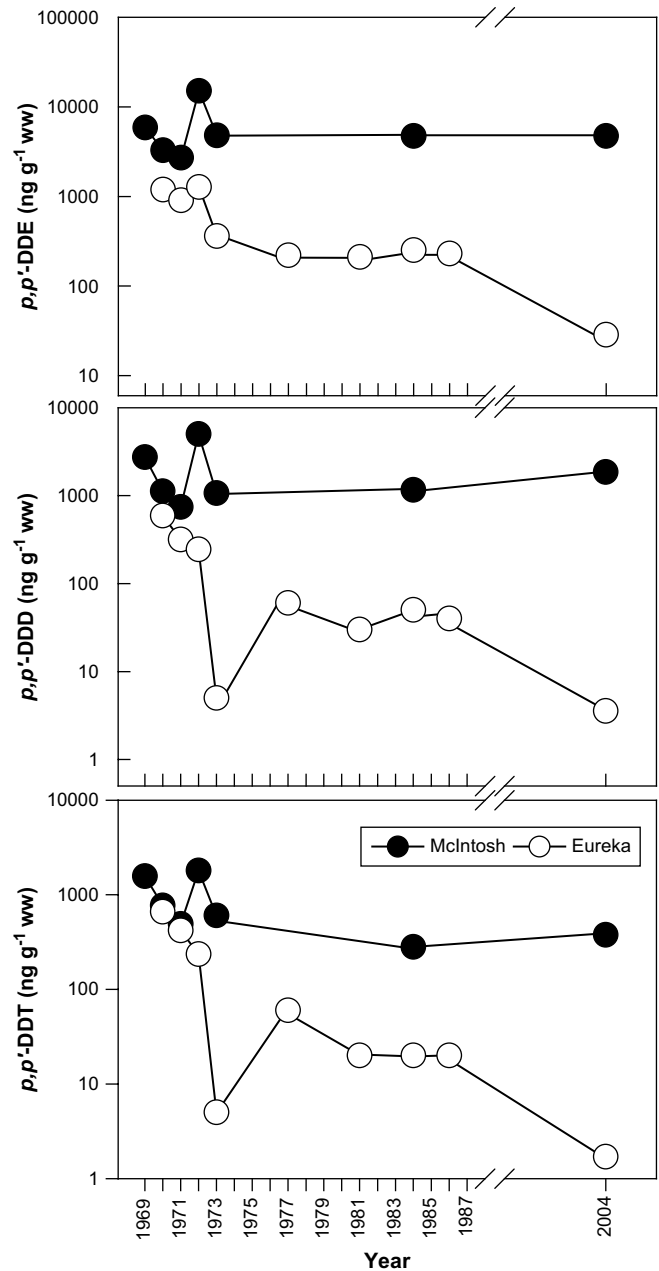 100000
10000
1000
100
10
p,p′-DDE (ng g-1 ww)
10000
1000
100
10
1
p,p′-DDD (ng g-1 ww)
10000
1000
100
10
1
p,p′-DDT (ng g-1 ww)
McIntosh Eureka
1969 1971 1973 1975 1977 1979 1981 1983 1985 1987 2004
Year